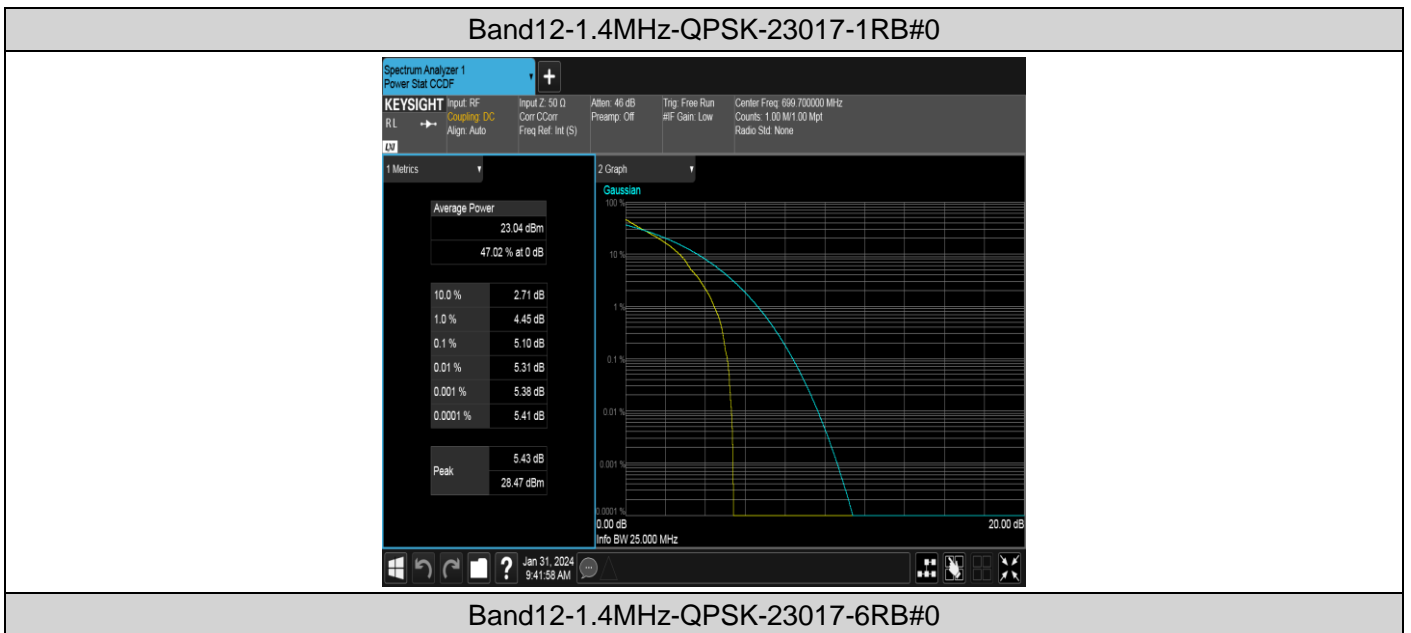 Band12-1.4MHz-QPSK-23017-1RB#0
Spectrum Analyzer 1
Power Stat CCDF
+
KEYSIGHT
RL
LXI
Input: RF
Coupling: DC
Align: Auto
Input Z: 50 Ω
Corr CCorr
Freq Ref: Int (S)
Atten: 46 dB
Preamp: Off
Trig: Free Run
#IF Gain: Low
Center Freq: 699.700000 MHz
Counts: 1.00 M/1.00 Mpt
Radio Std: None
1 Metrics
Average Power
23.04 dBm
47.02 % at 0 dB
10.0 % 2.71 dB
1.0 % 4.45 dB
0.1 % 5.10 dB
0.01 % 5.31 dB
0.001 % 5.38 dB
0.0001 % 5.41 dB
Peak
5.43 dB
28.47 dBm
2 Graph
Gaussian
100 %
10 %
1 %
0.1 %
0.01 %
0.001 %
0.0001 %
0.00 dB 20.00 dB
Info BW 25.000 MHz
?
Jan 31, 2024
9:41:58 AM
Band12-1.4MHz-QPSK-23017-6RB#0